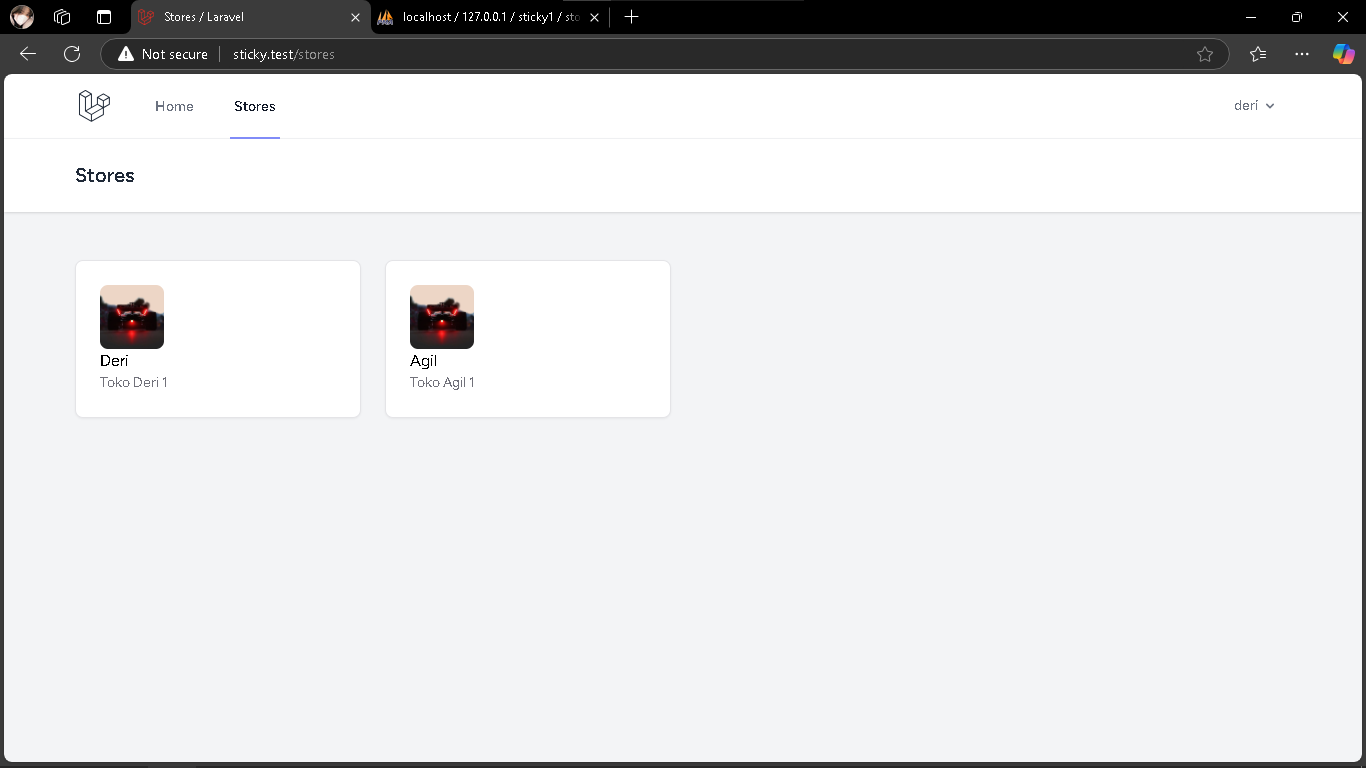 Stores / Laravel
localhost / 127.0.0.1 / sticky1 / sto
Not secure
sticky.test/stores
Home
Stores
deri
Stores
Deri
Toko Deri 1
Agil
Toko Agil 1